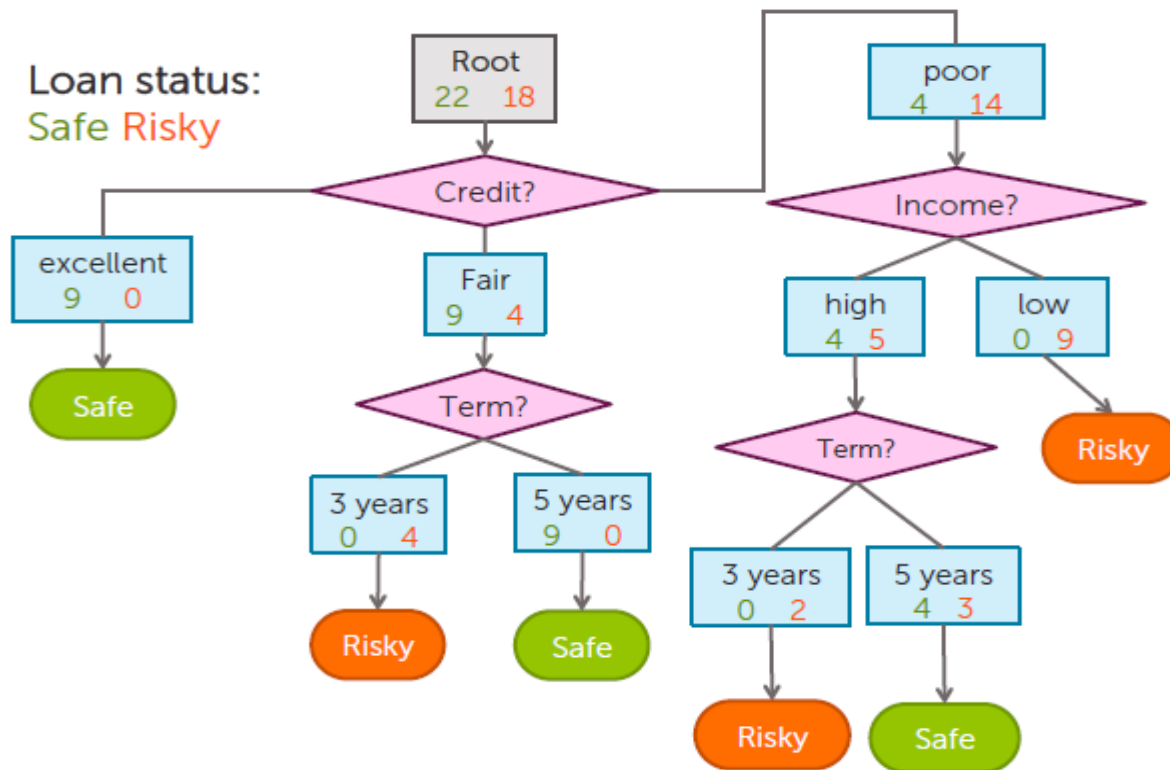 Loan status:
Safe Risky
Root
22 18
Credit?
excellent
9 0
Safe
Fair
9 4
Term?
3 years
0 4
Risky
5 years
9 0
Safe
poor
4 14
Income?
high
4 5
Term?
3 years
0 2
Risky
5 years
4 3
Safe
low
0 9
Risky